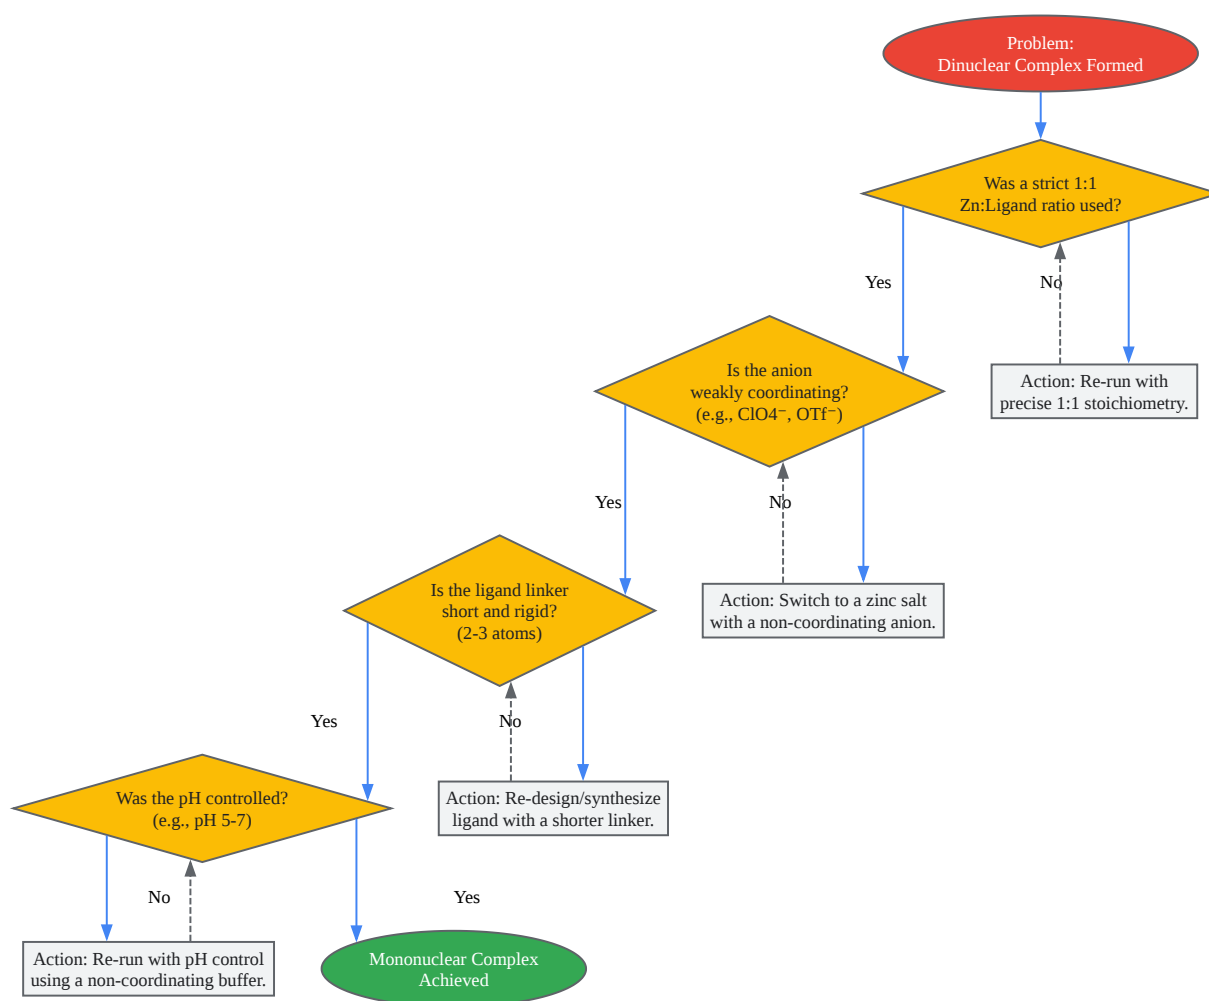 Problem:
Dinuclear Complex Formed
Was a strict 1:1
Zn:Ligand ratio used?
Yes
No
Is the anion
weakly coordinating?
(e.g., ClO4⁻, OTf⁻)
Action: Re-run with
precise 1:1 stoichiometry.
Yes
No
Is the ligand linker
short and rigid?
(2-3 atoms)
Action: Switch to a zinc salt
with a non-coordinating anion.
Yes
No
Was the pH controlled?
(e.g., pH 5-7)
Action: Re-design/synthesize
ligand with a shorter linker.
No
Yes
Action: Re-run with pH control
using a non-coordinating buffer.
Mononuclear Complex
Achieved